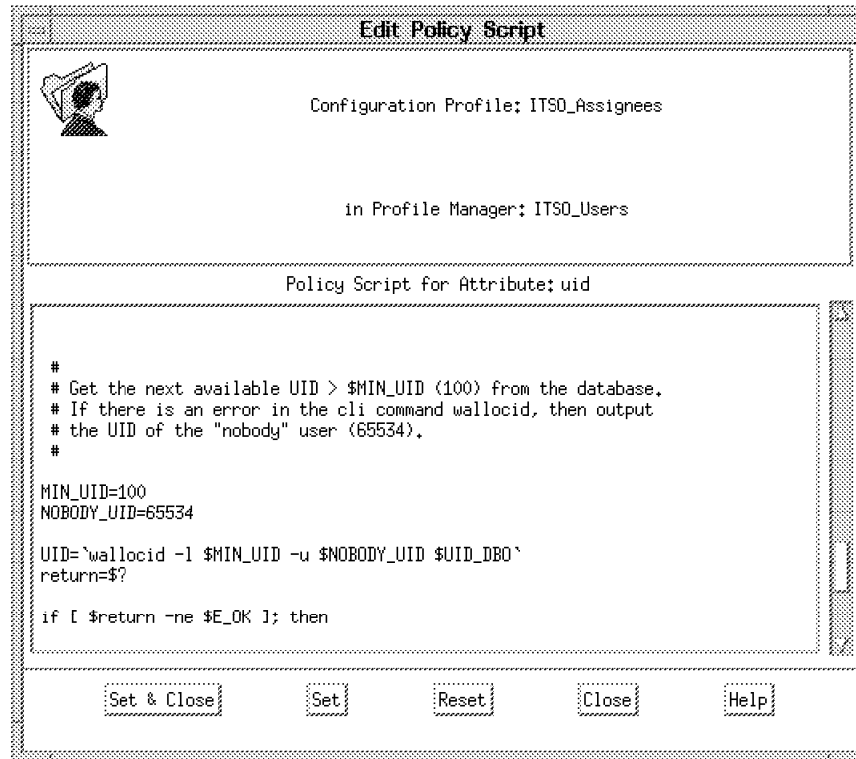 Edit Policy Script
Configuration Profile: ITSO_Assignees
in Profile Manager: ITSO_Users
Policy Script for Attribute: uid
#
# Get the next available UID > $MIN_UID (100) from the database.
# If there is an error in the cli command wallocid, then output
# the UID of the "nobody" user (65534).
#
MIN_UID=100
NOBODY_UID=65534
UID=`wallocid -l $MIN_UID -u $NOBODY_UID $UID_DBO`
return=$?
if [ $return -ne $E_OK ]; then
Set & Close Set Reset Close Help